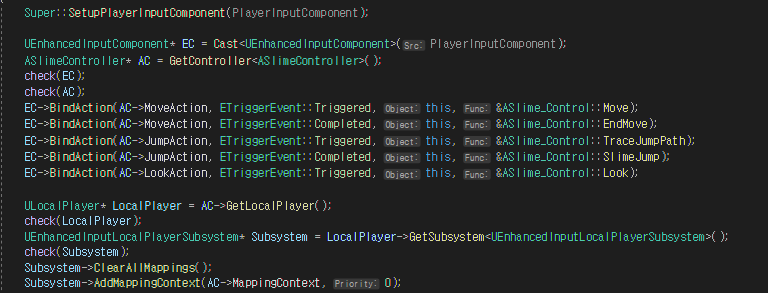 Super::SetupPlayerInputComponent(PlayerInputComponent);
UEnhancedInputComponent* EC = Cast<UEnhancedInputComponent>(Src: PlayerInputComponent);
ASlimeController* AC = GetController<ASlimeController>();
check(EC);
check(AC);
EC->BindAction(AC->MoveAction, ETriggerEvent::Triggered, Object: this, Func: &ASlime_Control::Move);
EC->BindAction(AC->MoveAction, ETriggerEvent::Completed, Object: this, Func: &ASlime_Control::EndMove);
EC->BindAction(AC->JumpAction, ETriggerEvent::Triggered, Object: this, Func: &ASlime_Control::TraceJumpPath);
EC->BindAction(AC->JumpAction, ETriggerEvent::Completed, Object: this, Func: &ASlime_Control::SlimeJump);
EC->BindAction(AC->LookAction, ETriggerEvent::Triggered, Object: this, Func: &ASlime_Control::Look);
ULocalPlayer* LocalPlayer = AC->GetLocalPlayer();
check(LocalPlayer);
UEnhancedInputLocalPlayerSubsystem* Subsystem = LocalPlayer->GetSubsystem<UEnhancedInputLocalPlayerSubsystem>();
check(Subsystem);
Subsystem->ClearAllMappings();
Subsystem->AddMappingContext(AC->MappingContext, Priority: 0);